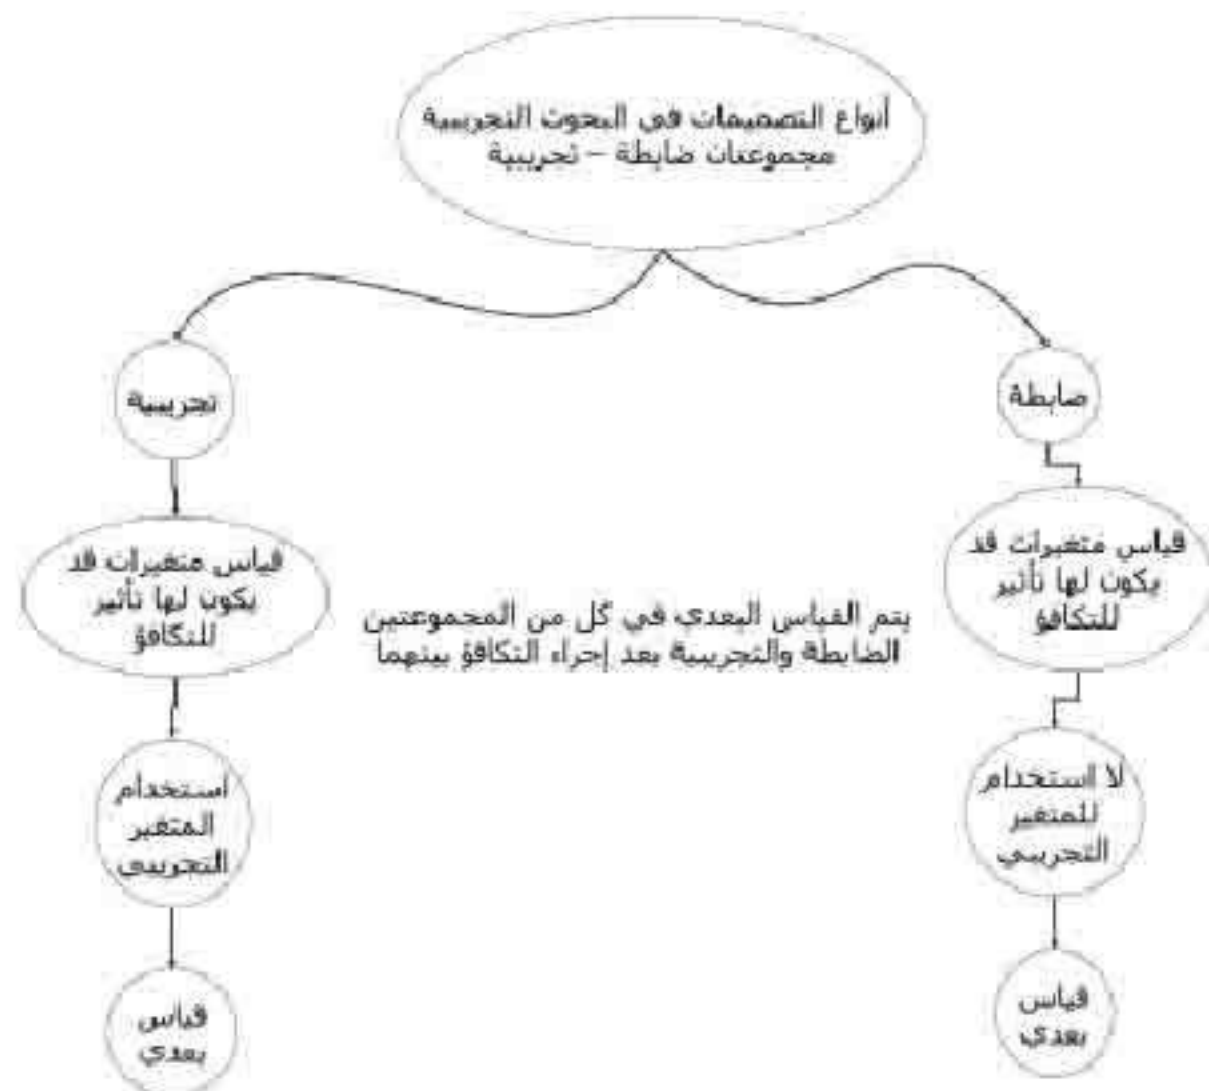 أنواع التصميمات في البحوث التجريبية
مجموعتان ضابطة – تجريبية
ضابطة
تجريبية
قياس متغيرات قد
يكون لها تأثير
للتكافؤ
قياس متغيرات قد
يكون لها تأثير
للتكافؤ
يتم القياس البعدى في كل من المجموعتين
الضابطة والتجريبية بعد إجراء التكافؤ بينهما
لا استخدام
للمتغير
التجريبي
استخدام
المتغير
التجريبى
قياس
بعدي
قياس
بعدي